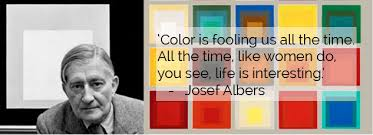 'Color is fooling us all the time.
All the time, like women do,
you see, life is interesting.'
- Josef Albers